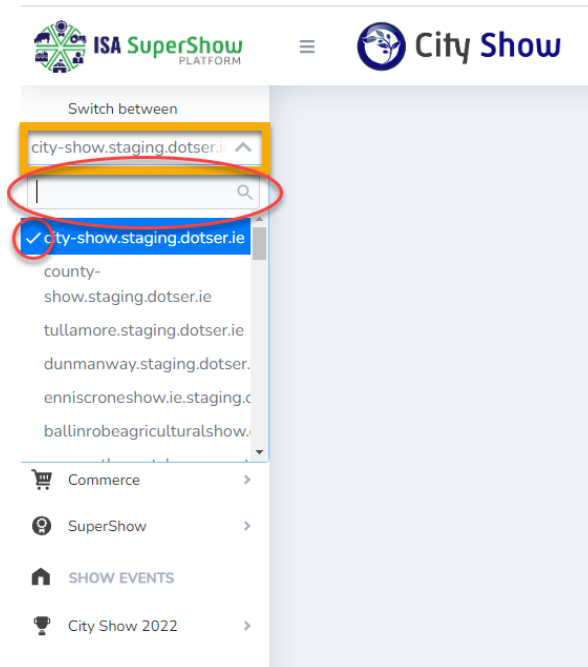 ISA SuperShow
PLATFORM
City Show
Switch between
city-show.staging.dotser.i
city-show.staging.dotser.ie
county-
show.staging.dotser.ie
tullamore.staging.dotser.ie
dunmanway.staging.dotser.
enniscroneshow.ie.staging.d
ballinrobeagriculturalshow.
Commerce
SuperShow
SHOW EVENTS
City Show 2022